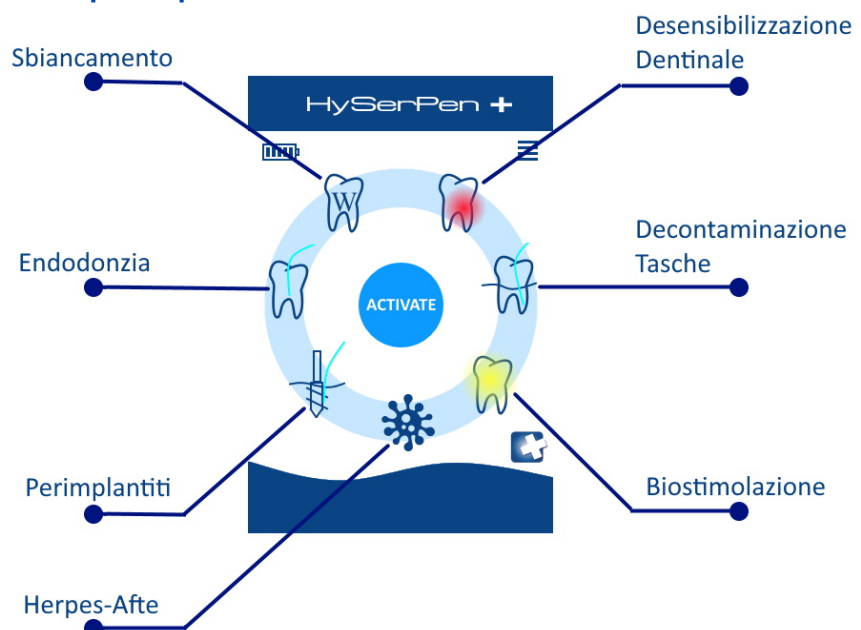 Desensibilizzazione
Dentinale
Sbiancamento
HySerPen +
W
Endodonzia
Decontaminazione
Tasche
ACTIVATE
Perimplantiti
Biostimolazione
Herpes-Afte